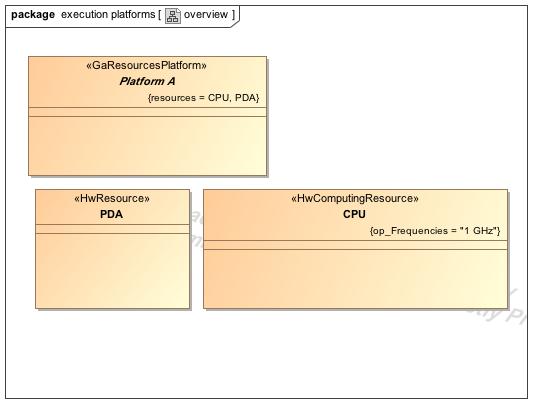 package execution platforms [ overview ]
«GaResourcesPlatform»
Platform A
{resources = CPU, PDA}
«HwResource»
PDA
«HwComputingResource»
CPU
{op_Frequencies = "1 GHz"}